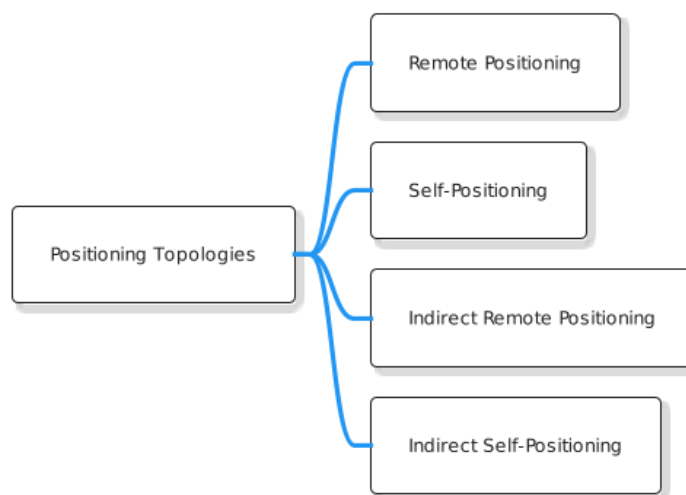 Positioning Topologies
Remote Positioning
Self-Positioning
Indirect Remote Positioning
Indirect Self-Positioning